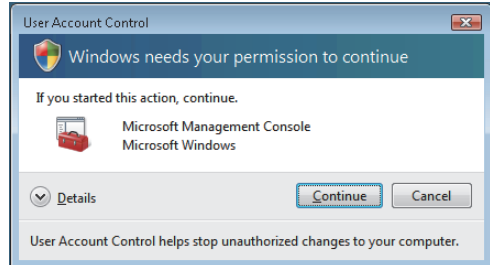 User Account Control
Windows needs your permission to continue
If you started this action, continue.
Microsoft Management Console
Microsoft Windows
Details
Continue
Cancel
User Account Control helps stop unauthorized changes to your computer.